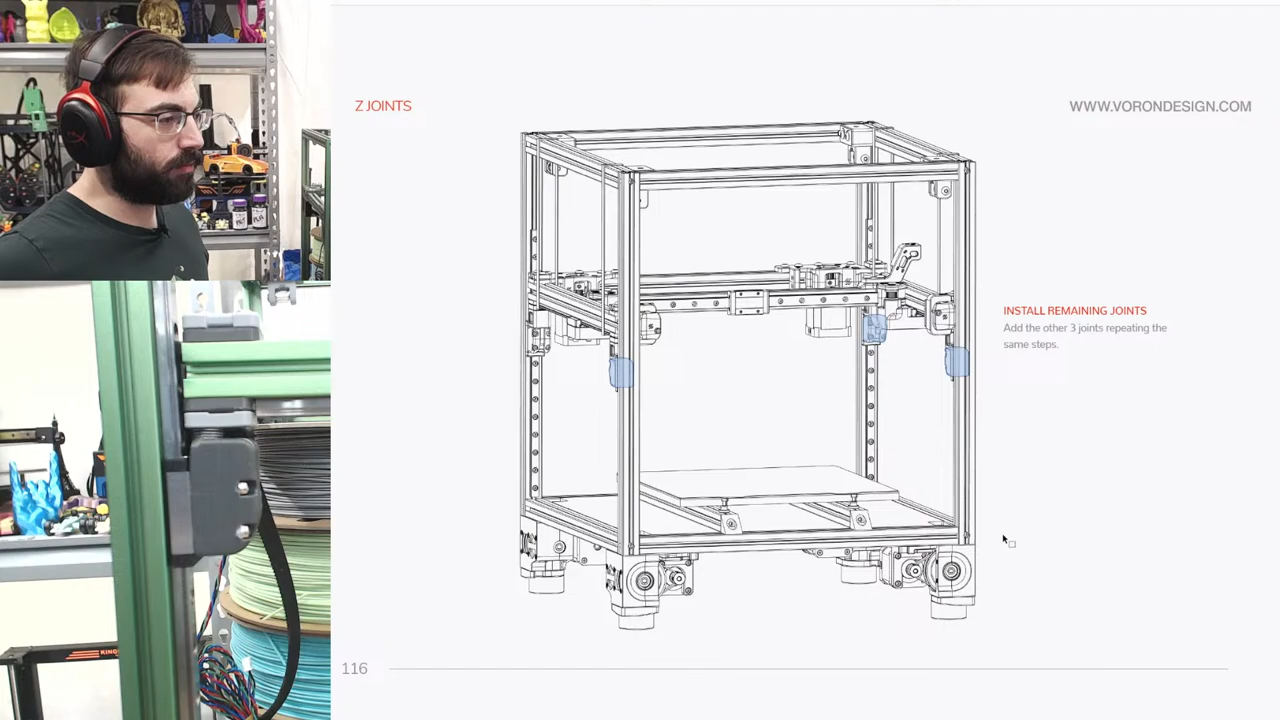 Z JOINTS
WWW.VORONDESIGN.COM
INSTALL REMAINING JOINTS
Add the other 3 joints repeating the
same steps.
116